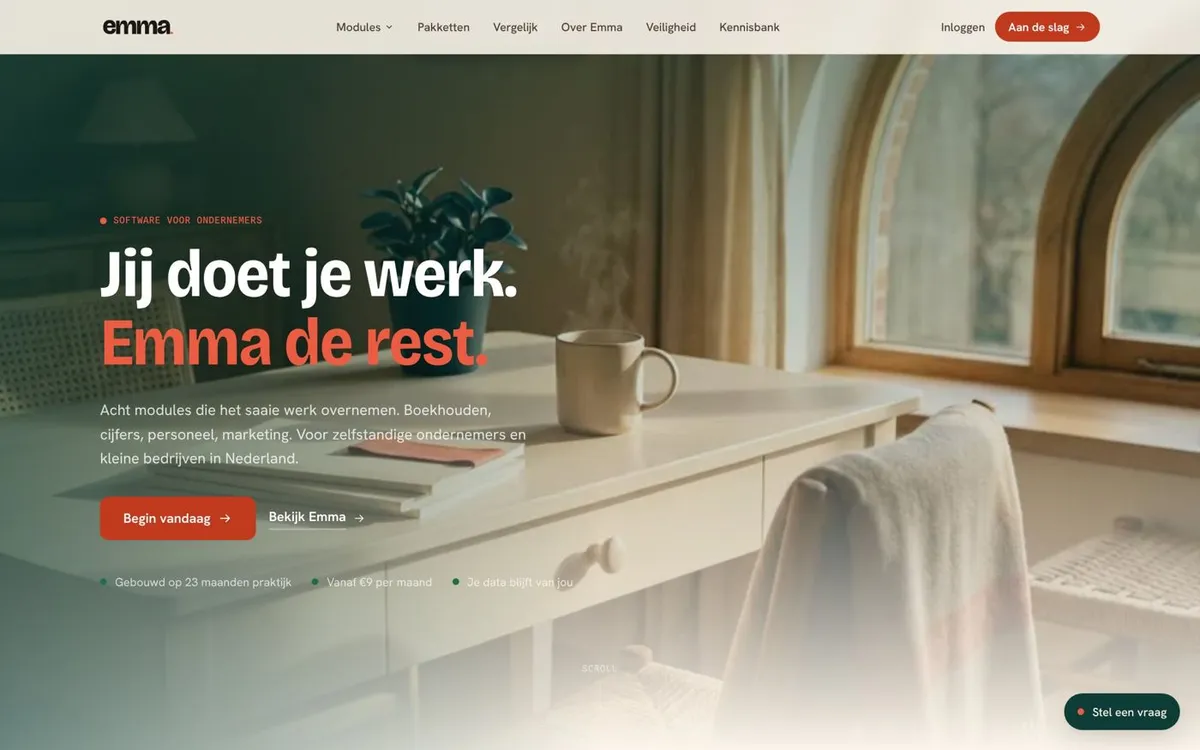 emma.
Modules
Pakketten
Vergelijk
Over Emma
Veiligheid
Kennisbank
Inloggen
Aan de slag →
SOFTWARE VOOR ONDERNEMERS
Jij doet je werk.
Emma de rest.
Acht modules die het saaie werk overnemen. Boekhouden,
cijfers, personeel, marketing. Voor zelfstandige ondernemers en
kleine bedrijven in Nederland.
Begin vandaag →
Bekijk Emma →
Gebouwd op 23 maanden praktijk
Vanaf €9 per maand
Je data blijft van jou
SCROLL
Stel een vraag